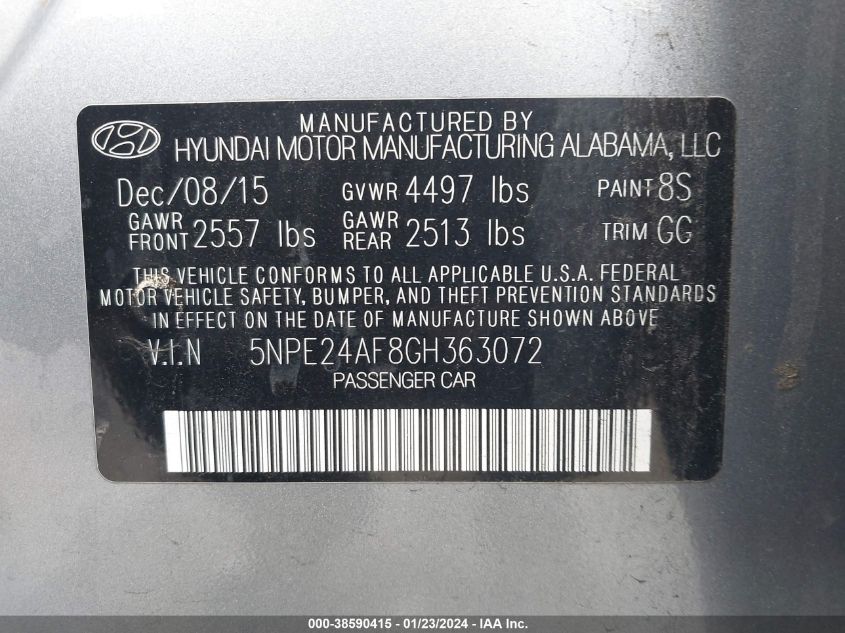 MANUFACTURED BY
HYUNDAI MOTOR MANUFACTURING ALABAMA, LLC
Dec/08/15 GVWR 4497 lbs PAINT 8S
GAWR FRONT 2557 lbs GAWR REAR 2513 lbs TRIM GG
THIS VEHICLE CONFORMS TO ALL APPLICABLE U.S.A. FEDERAL
MOTOR VEHICLE SAFETY, BUMPER, AND THEFT PREVENTION STANDARDS
IN EFFECT ON THE DATE OF MANUFACTURE SHOWN ABOVE
V.I.N 5NPE24AF8GH363072
PASSENGER CAR
000-38590415 - 01/23/2024 - IAA Inc.